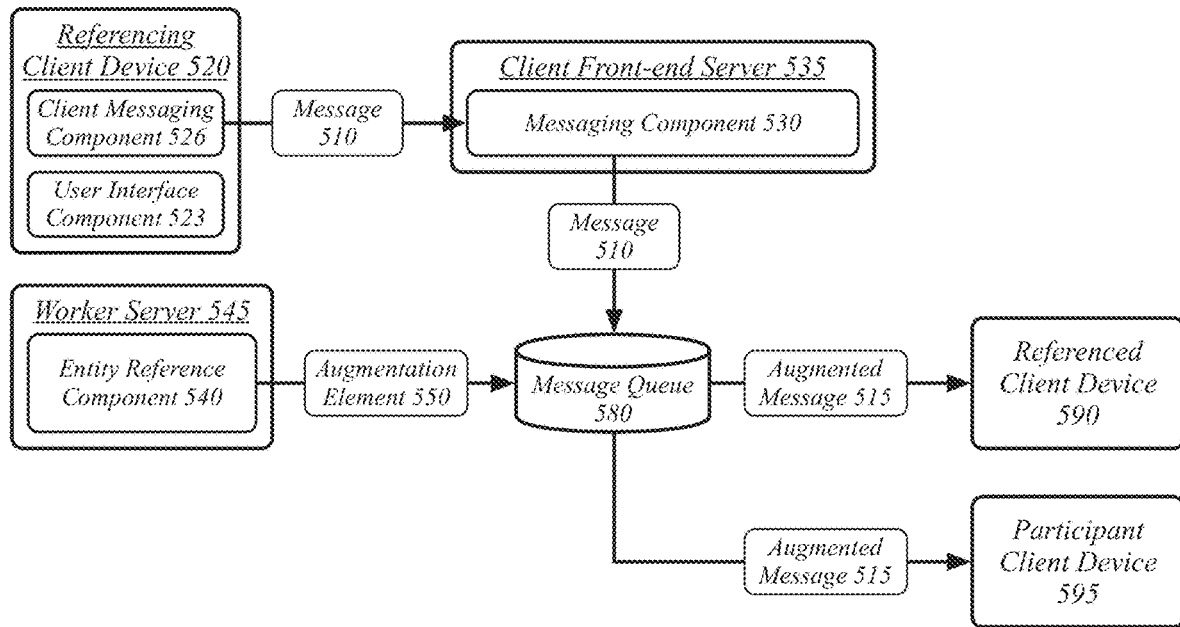 Referencing
Client Device 520
Client Messaging
Component 526
User Interface
Component 523
Message
510
Client Front-end Server 535
Messaging Component 530
Message
510
Worker Server 545
Entity Reference
Component 540
Augmentation
Element 550
Message Queue
580
Augmented
Message 515
Referenced
Client Device
590
Augmented
Message 515
Participant
Client Device
595